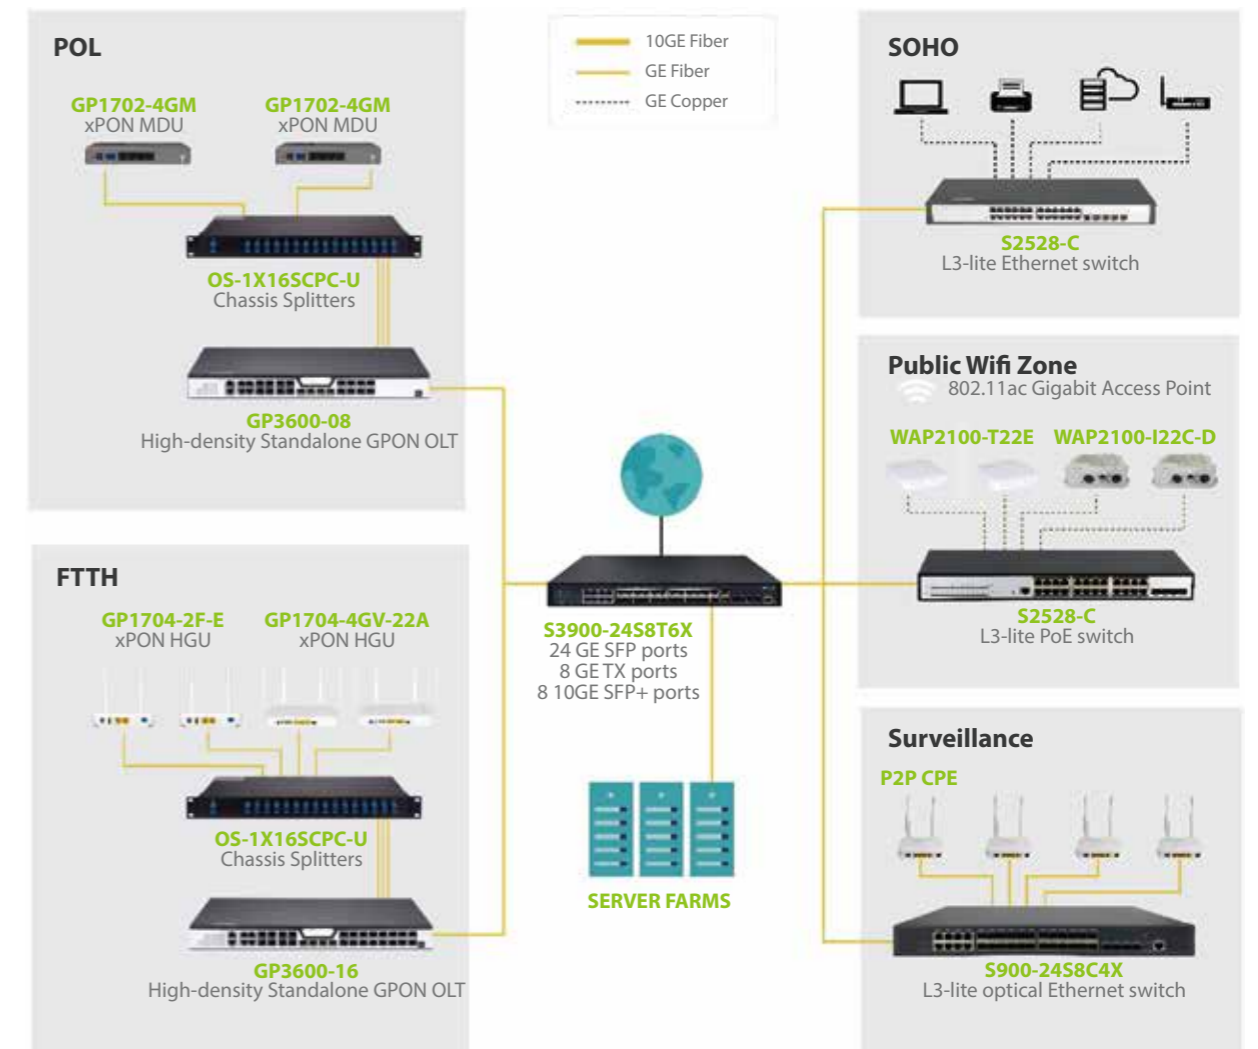 POL
GP1702-4GM
xPON MDU
GP1702-4GM
xPON MDU
OS-1X16SCPC-U
Chassis Splitters
GP3600-08
High-density Standalone GPON OLT
FTTH
GP1704-2F-E
xPON HGU
GP1704-4GV-22A
xPON HGU
OS-1X16SCPC-U
Chassis Splitters
GP3600-16
High-density Standalone GPON OLT
10GE Fiber
GE Fiber
GE Copper
S3900-24S8T6X
24 GE SFP ports
8 GE TX ports
8 10GE SFP+ ports
SERVER FARMS
SOHO
S2528-C
L3-lite Ethernet switch
Public Wifi Zone
802.11ac Gigabit Access Point
WAP2100-T22E
WAP2100-I22C-D
S2528-C
L3-lite PoE switch
Surveillance
P2P CPE
S900-24S8C4X
L3-lite optical Ethernet switch